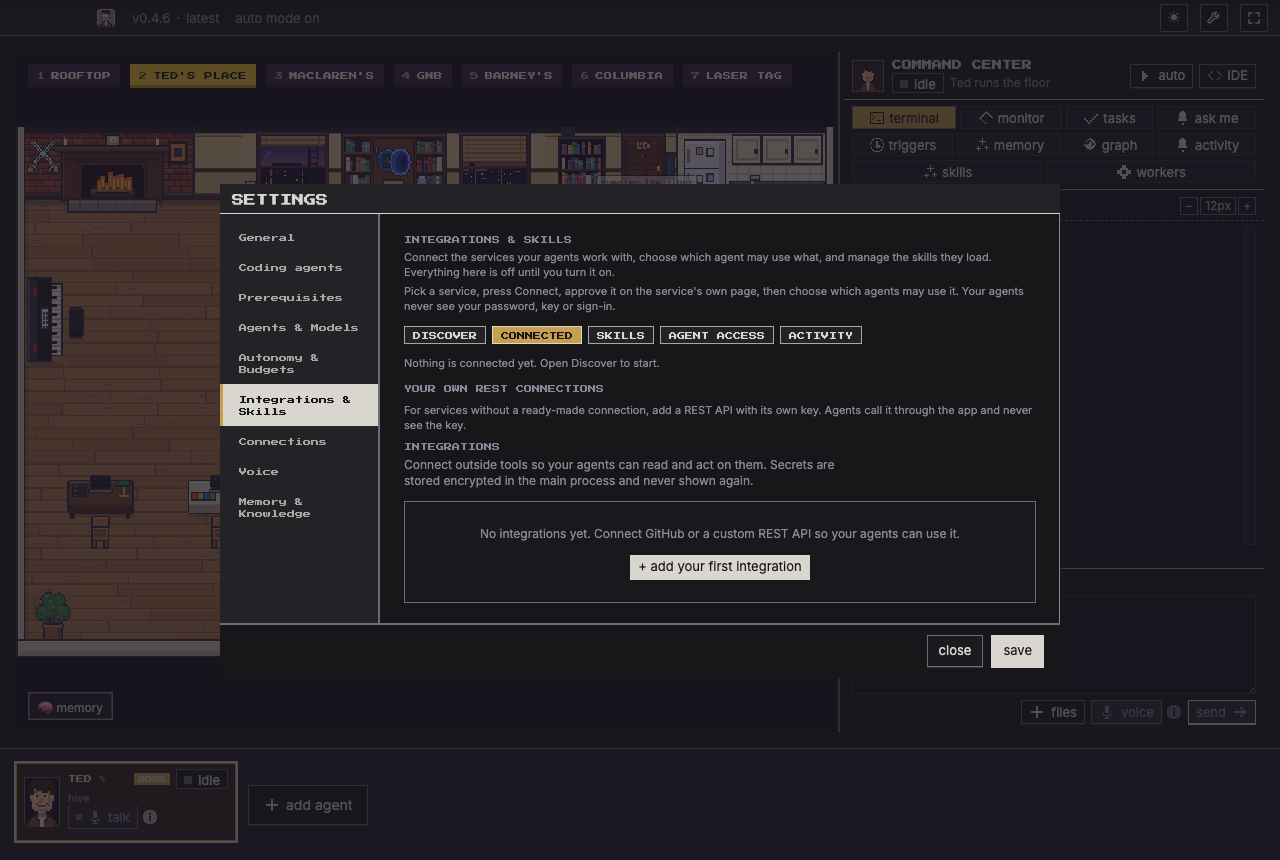 v0.4.6 · latest auto mode on
1 ROOFTOP
2 TED'S PLACE
3 MACLAREN'S
4 GNB
5 BARNEY'S
6 COLUMBIA
7 LASER TAG
COMMAND CENTER
Idle Ted runs the floor
auto
IDE
terminal
monitor
tasks
ask me
triggers
memory
graph
activity
skills
workers
- 12px +
SETTINGS
General
Coding agents
Prerequisites
Agents & Models
Autonomy &
Budgets
Integrations &
Skills
Connections
Voice
Memory &
Knowledge
INTEGRATIONS & SKILLS
Connect the services your agents work with, choose which agent may use what, and manage the skills they load.
Everything here is off until you turn it on.
Pick a service, press Connect, approve it on the service's own page, then choose which agents may use it. Your agents
never see your password, key or sign-in.
DISCOVER
CONNECTED
SKILLS
AGENT ACCESS
ACTIVITY
Nothing is connected yet. Open Discover to start.
YOUR OWN REST CONNECTIONS
For services without a ready-made connection, add a REST API with its own key. Agents call it through the app and never
see the key.
INTEGRATIONS
Connect outside tools so your agents can read and act on them. Secrets are
stored encrypted in the main process and never shown again.
No integrations yet. Connect GitHub or a custom REST API so your agents can use it.
+ add your first integration
close
save
memory
+ files
voice
send
TED
BOSS
Idle
hive
talk
+ add agent